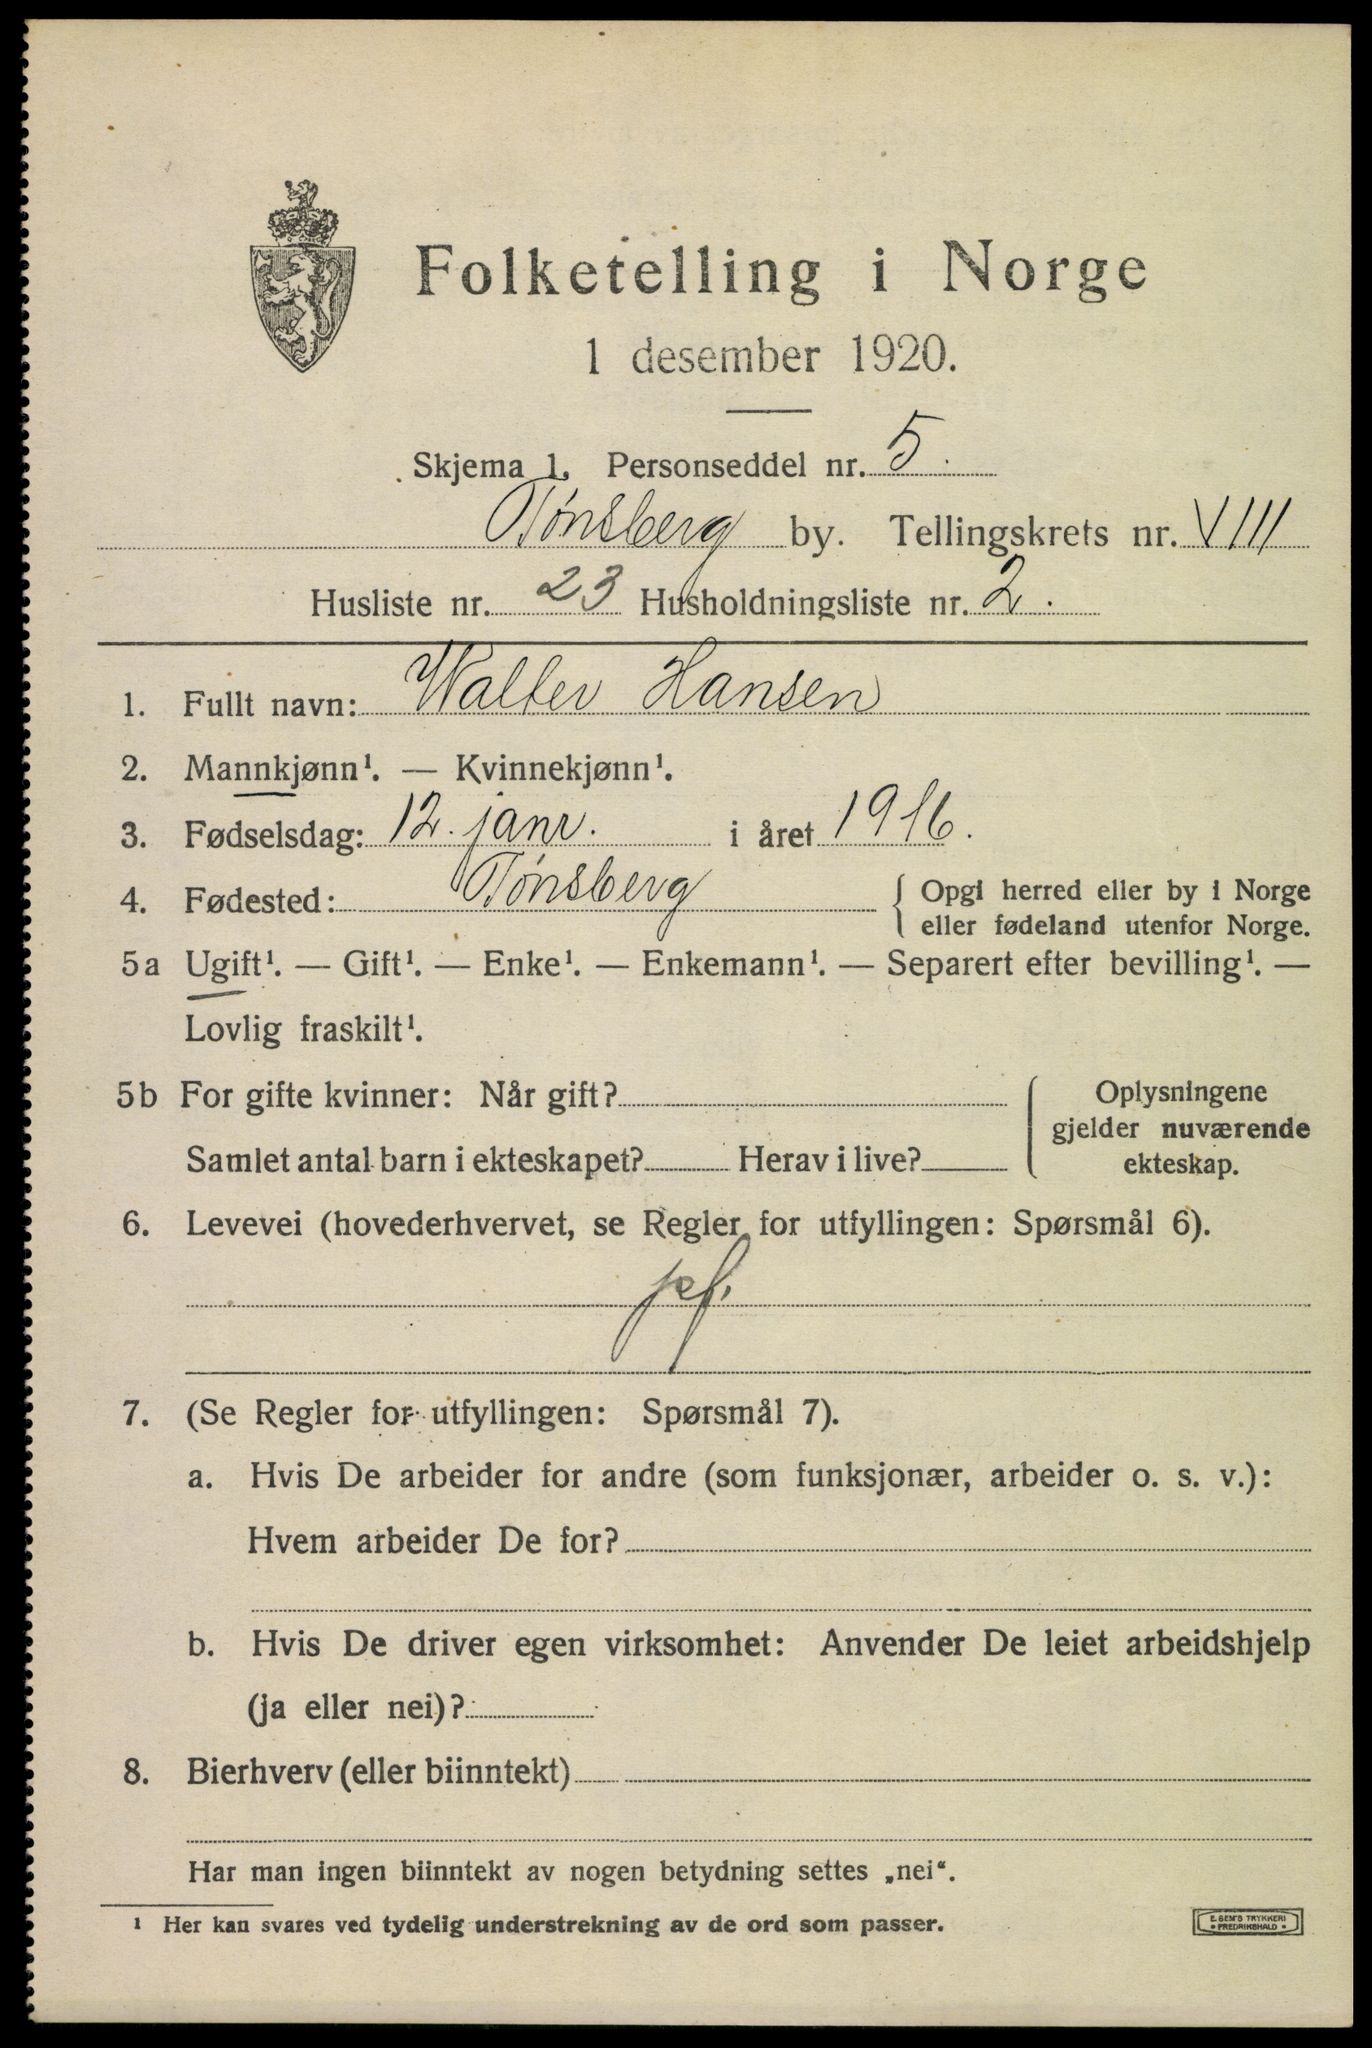 Folketelling i Norge
1 desember 1920.
Skjema 1. Personseddel nr. 5.
Tønsberg by. Tellingskrets nr. VIII
Husliste nr. 23 Husholdningsliste nr. 2.
1. Fullt navn: Walter Hansen
2. Mannkjønn¹. — Kvinnekjønn¹.
3. Fødselsdag: 12. janr. i året 1916.
4. Fødested: Tønsberg { Opgi herred eller by i Norge
eller fødeland utenfor Norge.
5a Ugift¹. — Gift¹. — Enke¹. — Enkemann¹. — Separert efter bevilling¹. —
Lovlig fraskilt¹.
5b For gifte kvinner: Når gift? { Oplysningene
gjelder nuværende
Samlet antal barn i ekteskapet? Herav i live? ekteskap.
6. Levevei (hovederhvervet, se Regler for utfyllingen: Spørsmål 6).
7. (Se Regler for utfyllingen: Spørsmål 7).
a. Hvis De arbeider for andre (som funksjonær, arbeider o. s. v.):
Hvem arbeider De for?
b. Hvis De driver egen virksomhet: Anvender De leiet arbeidshjelp
(ja eller nei)?
8. Bierhverv (eller biinntekt)
Har man ingen biinntekt av nogen betydning settes „nei“.
¹ Her kan svares ved tydelig understrekning av de ord som passer.
E. SEM'S TRYKKERI
• FREDRIKSHALD •